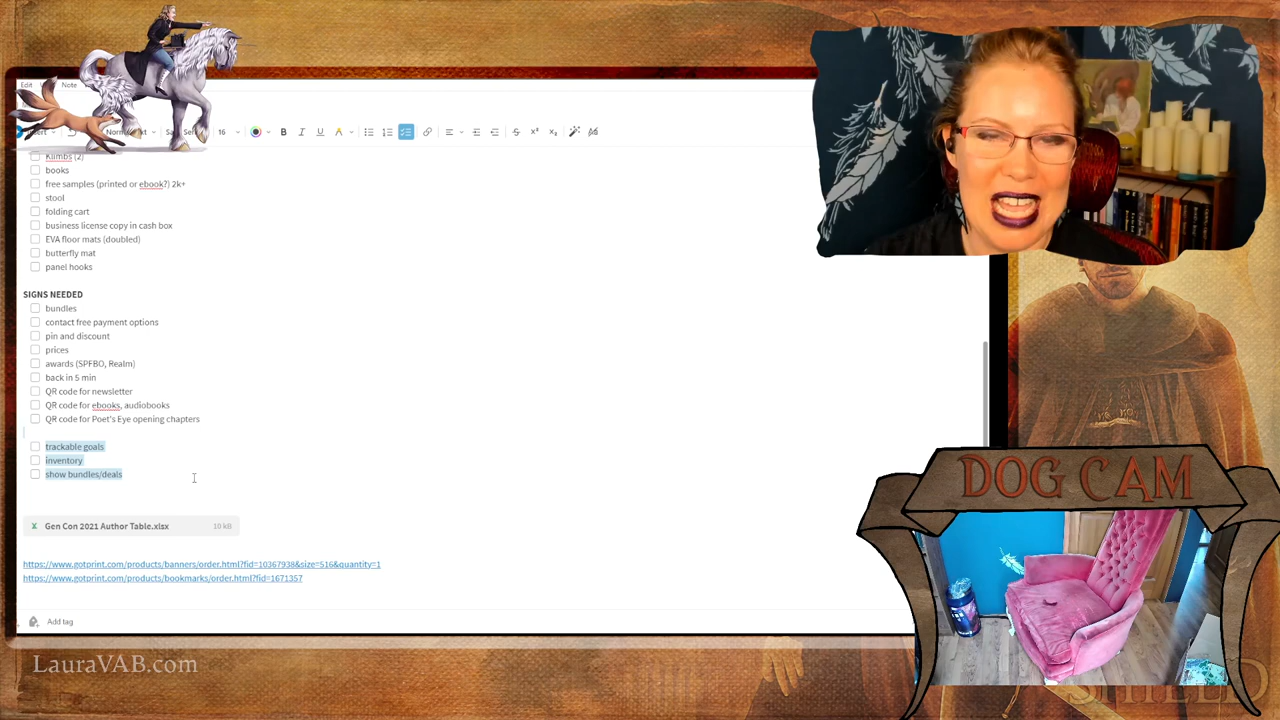 Edit
Note
16
Klimbs (2)
books
free samples (printed or ebook?) 2k+
stool
folding cart
business license copy in cash box
EVA floor mats (doubled)
butterfly mat
panel hooks
SIGNS NEEDED
bundles
contact free payment options
pin and discount
prices
awards (SPFBO, Realm)
back in 5 min
QR code for newsletter
QR code for ebooks, audiobooks
QR code for Poet's Eye opening chapters
trackable goals
inventory
show bundles/deals
Gen Con 2021 Author Table.xlsx 10 kB
https://www.gotprint.com/products/banners/order.html?fid=10367938&size=516&quantity=1
https://www.gotprint.com/products/bookmarks/order.html?fid=1671357
Add tag
LauraVAB.com
DOG CAM
SHIELD